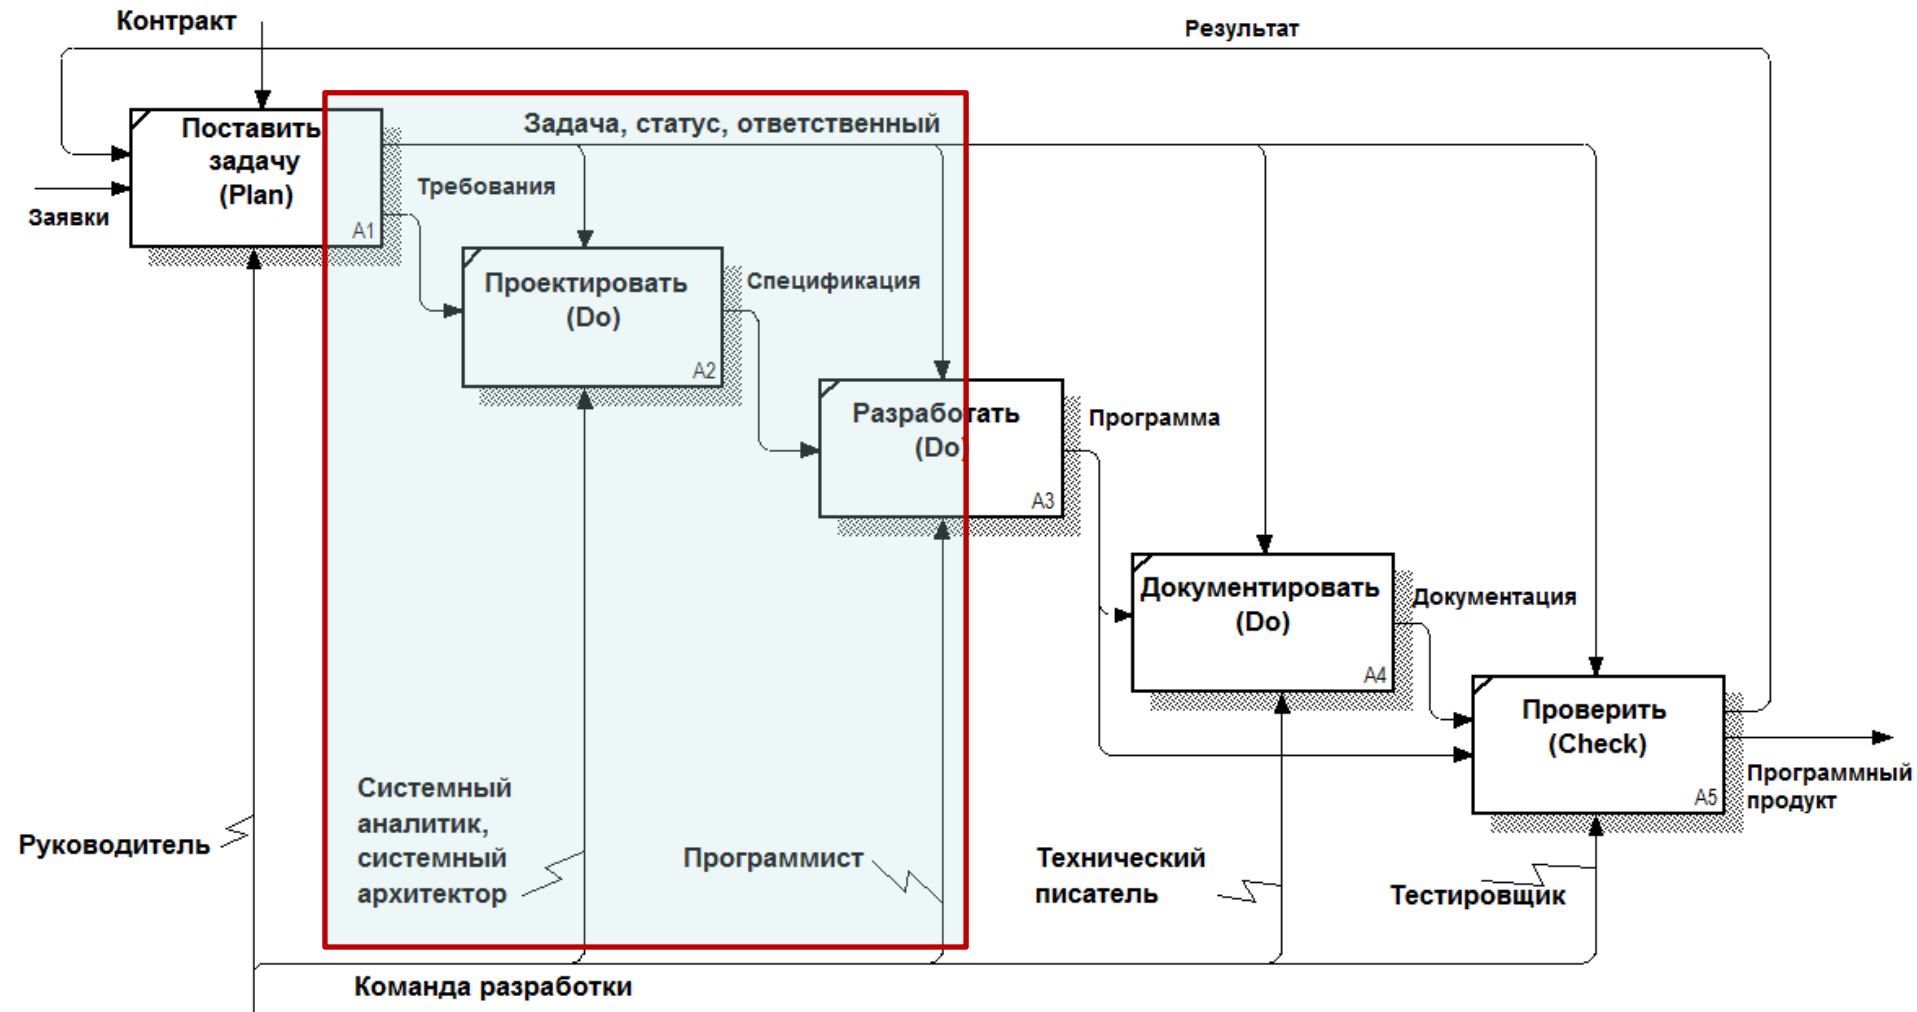 Контракт
Результат
Поставить
задачу
(Plan)
A1
Заявки
Задача, статус, ответственный
Требования
Проектировать
(Do)
A2
Спецификация
Разработать
(Do)
A3
Программа
Документировать
(Do)
A4
Документация
Проверить
(Check)
A5
Программный
продукт
Руководитель
Системный
аналитик,
системный
архитектор
Программист
Технический
писатель
Тестировщик
Команда разработки